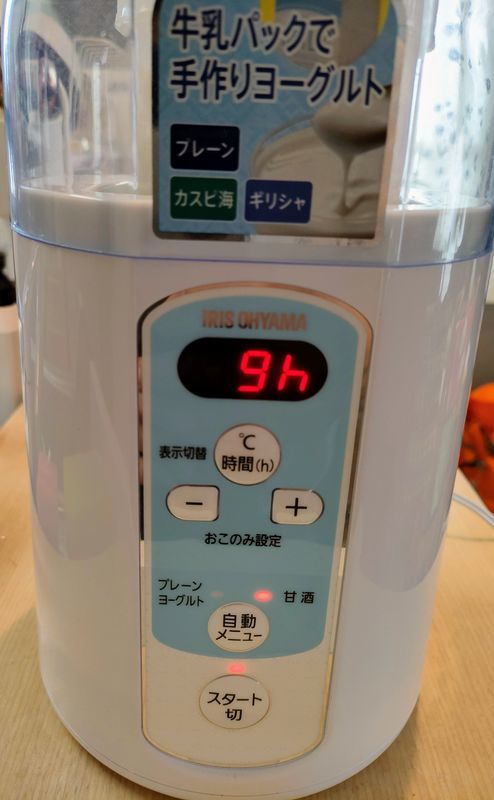 牛乳パックで
手作りヨーグルト
プレーン
カスピ海 ギリシャ
IRIS OHYAMA
9h
表示切替
℃
時間(h)
− +
おこのみ設定
プレーン
ヨーグルト
甘酒
自動
メニュー
スタート
切